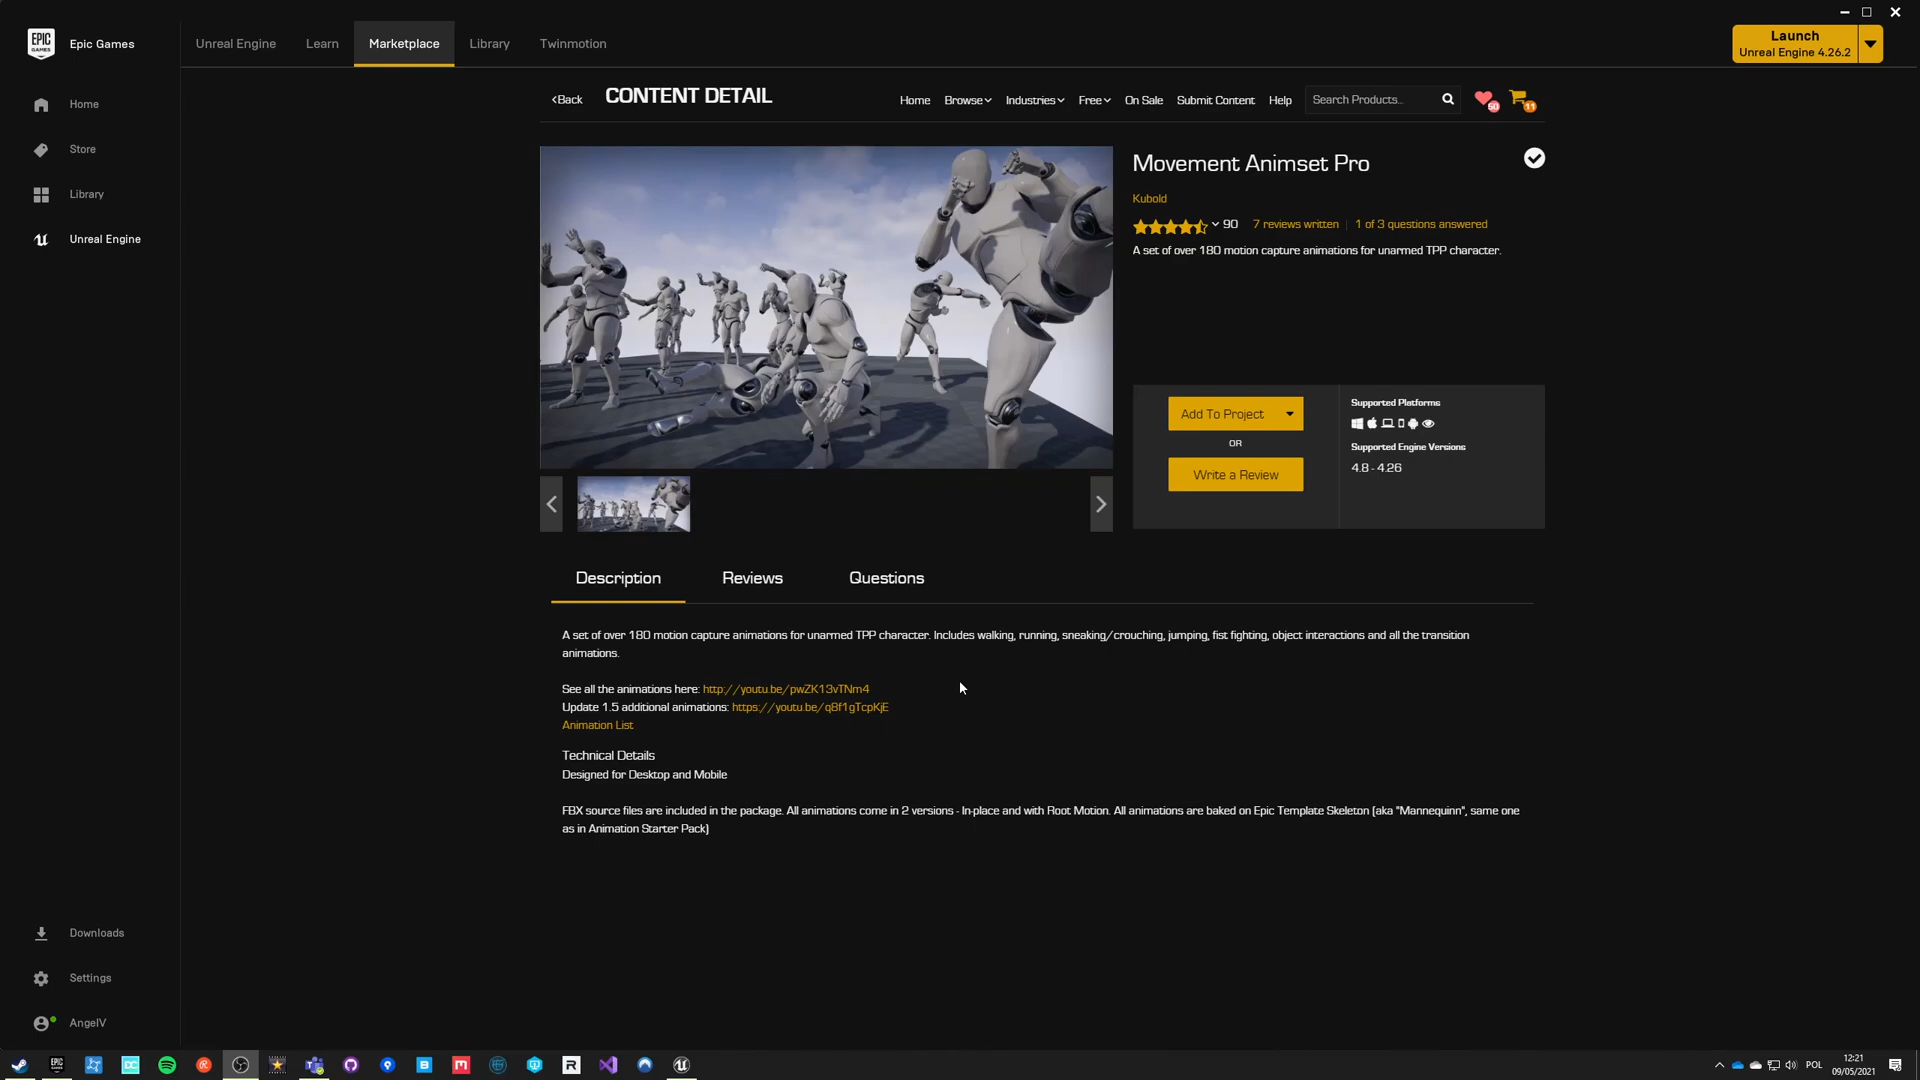 EPIC GAMES
Epic Games
Unreal Engine
Learn
Marketplace
Library
Twinmotion
Launch
Unreal Engine 4.26.2
Home
Store
Library
Unreal Engine
Back
CONTENT DETAIL
Home
Browse
Industries
Free
On Sale
Submit Content
Help
Search Products...
50
11
Movement Animset Pro
Kubold
90
7 reviews written
1 of 3 questions answered
A set of over 180 motion capture animations for unarmed TPP character.
Add To Project
OR
Write a Review
Supported Platforms
Supported Engine Versions
4.8 - 4.26
Description
Reviews
Questions
A set of over 180 motion capture animations for unarmed TPP character. Includes walking, running, sneaking/crouching, jumping, fist fighting, object interactions and all the transition
animations.
See all the animations here: http://youtu.be/pwZK13vTNm4
Update 1.5 additional animations: https://youtu.be/q8f1gTcpKjE
Animation List
Technical Details
Designed for Desktop and Mobile
FBX source files are included in the package. All animations come in 2 versions - In-place and with Root Motion. All animations are baked on Epic Template Skeleton (aka "Mannequinn", same one
as in Animation Starter Pack)
Downloads
Settings
AngelV
POL
12:21
09/05/2021